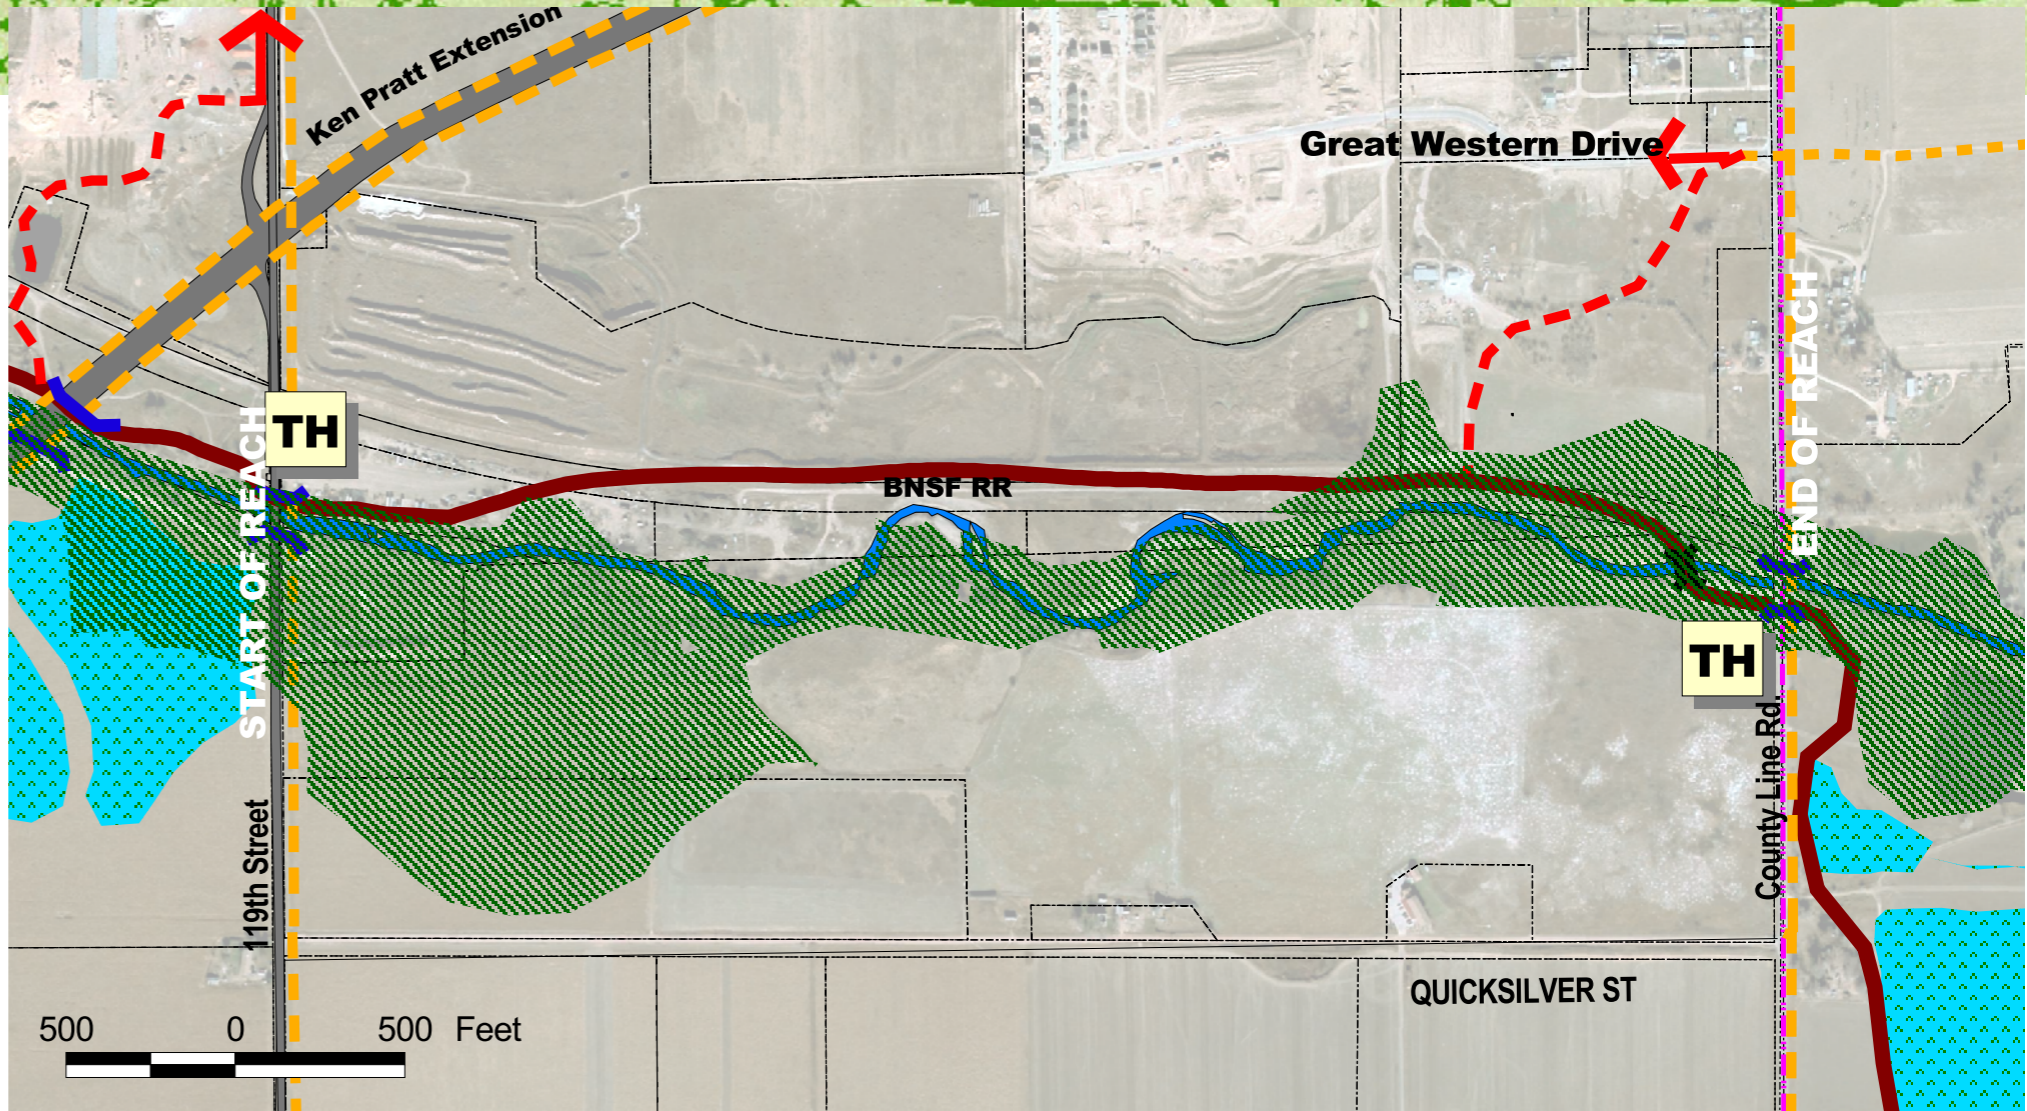 Ken Pratt Extension
Great Western Drive
START OF REACH
TH
END OF REACH
BNSF RR
TH
County Line Rd.
119th Street
QUICKSILVER ST
500 0 500 Feet